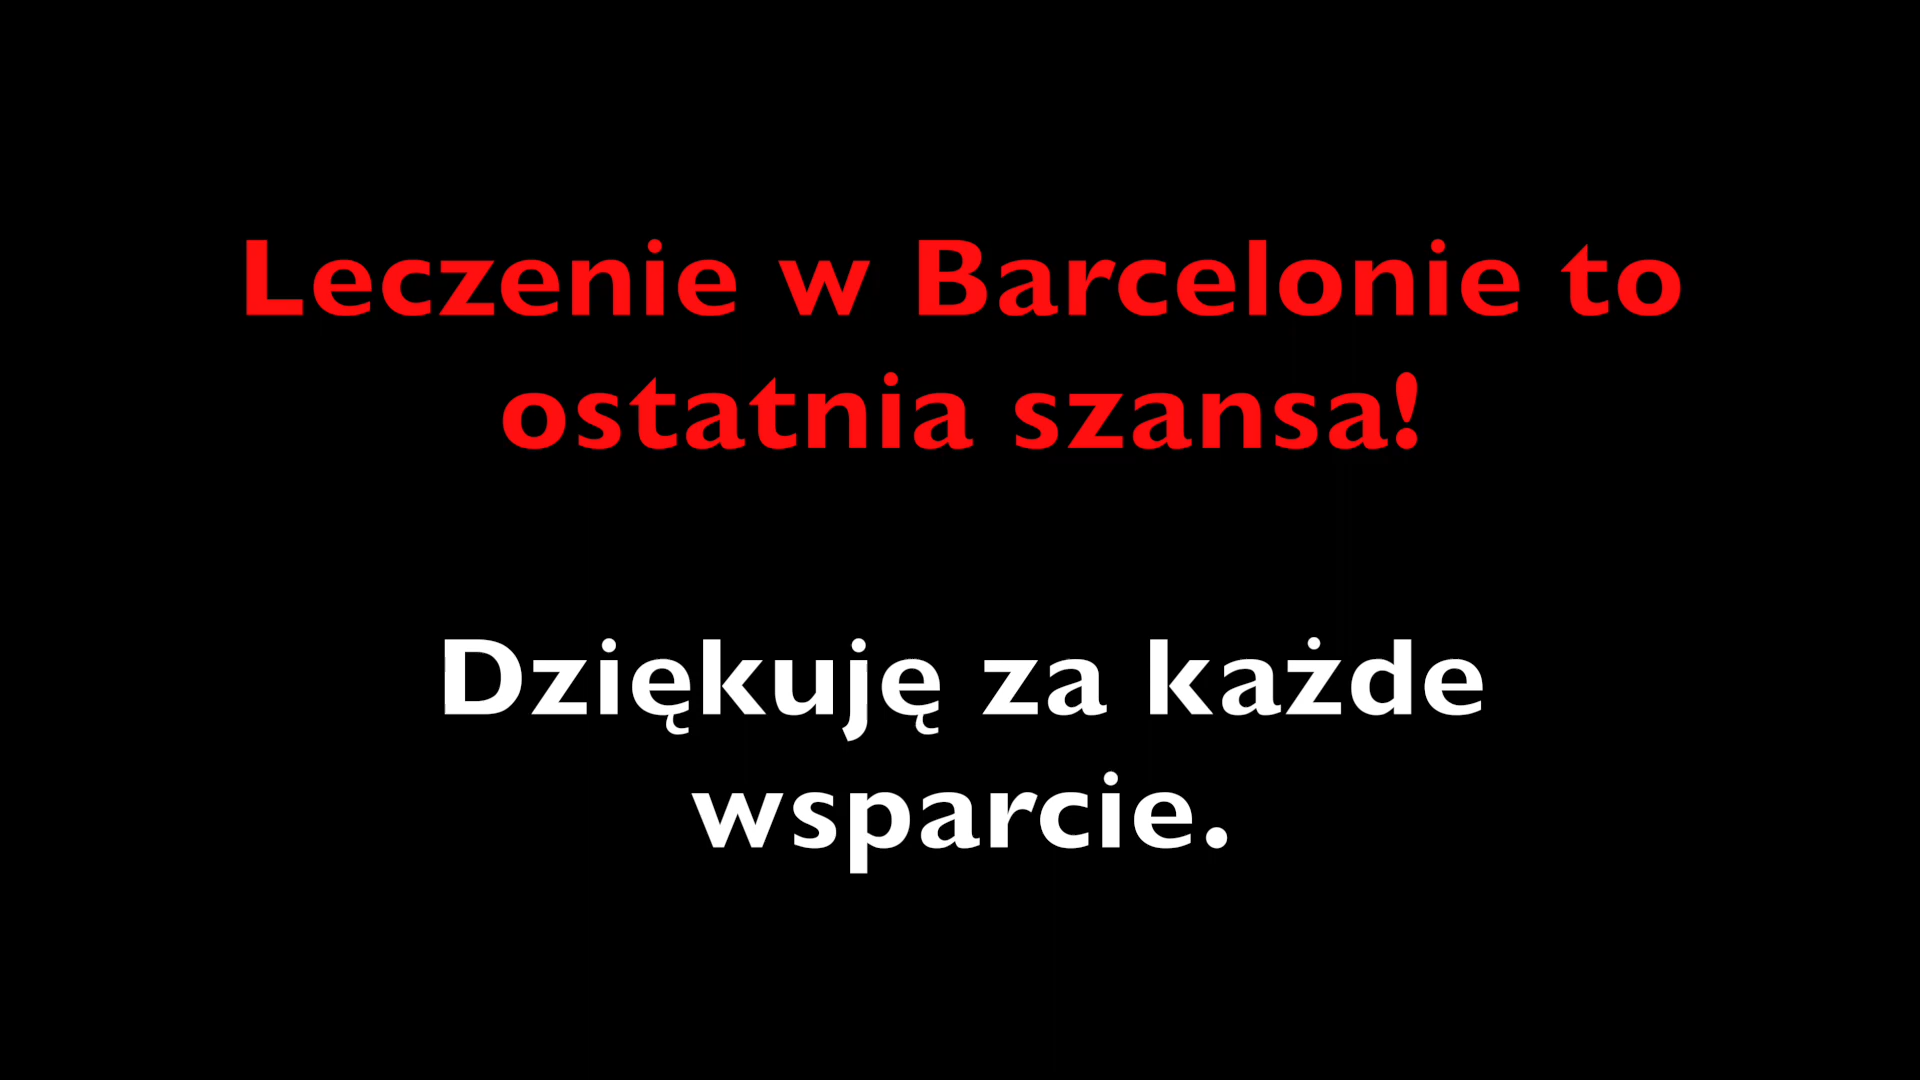 Leczenie w Barcelonie to
ostatnia szansa!
Dziękuję za każde
wsparcie.